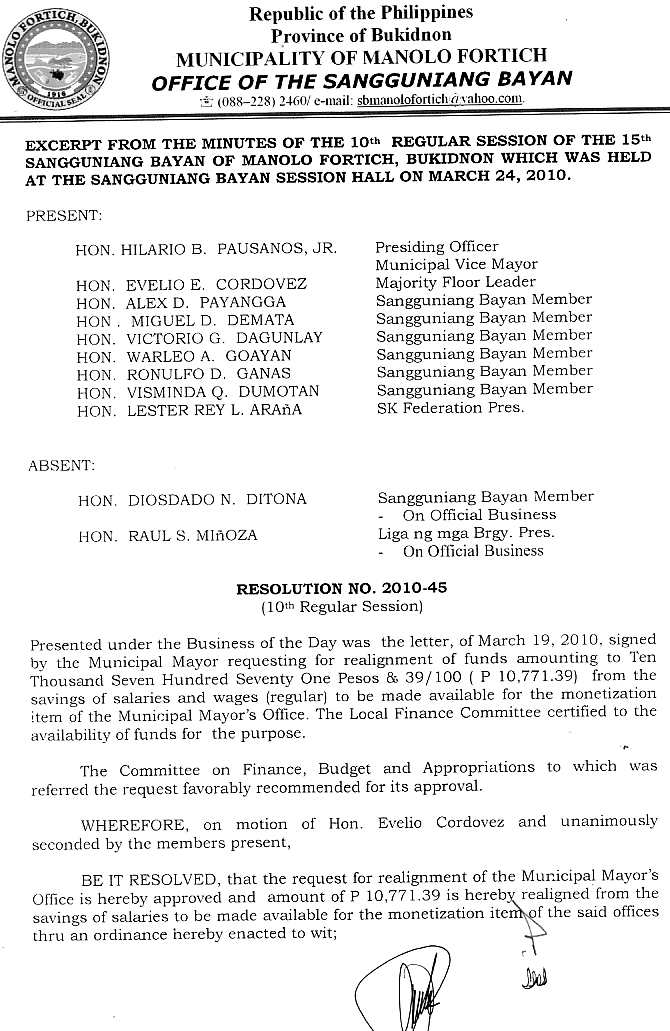 MANOLO FORTICH, BUKIDNON
1916
OFFICIAL SEAL
Republic of the Philippines
Province of Bukidnon
MUNICIPALITY OF MANOLO FORTICH
OFFICE OF THE SANGGUNIANG BAYAN
☏ (088–228) 2460/ e-mail: sbmanolofortich@yahoo.com.
EXCERPT FROM THE MINUTES OF THE 10th REGULAR SESSION OF THE 15th
SANGGUNIANG BAYAN OF MANOLO FORTICH, BUKIDNON WHICH WAS HELD
AT THE SANGGUNIANG BAYAN SESSION HALL ON MARCH 24, 2010.
PRESENT:
HON. HILARIO B. PAUSANOS, JR. Presiding Officer
Municipal Vice Mayor
HON. EVELIO E. CORDOVEZ Majority Floor Leader
HON. ALEX D. PAYANGGA Sangguniang Bayan Member
HON . MIGUEL D. DEMATA Sangguniang Bayan Member
HON. VICTORIO G. DAGUNLAY Sangguniang Bayan Member
HON. WARLEO A. GOAYAN Sangguniang Bayan Member
HON. RONULFO D. GANAS Sangguniang Bayan Member
HON. VISMINDA Q. DUMOTAN Sangguniang Bayan Member
HON. LESTER REY L. ARAñA SK Federation Pres.
ABSENT:
HON. DIOSDADO N. DITONA Sangguniang Bayan Member
- On Official Business
HON. RAUL S. MIñOZA Liga ng mga Brgy. Pres.
- On Official Business
RESOLUTION NO. 2010-45
(10th Regular Session)
Presented under the Business of the Day was the letter, of March 19, 2010, signed
by the Municipal Mayor requesting for realignment of funds amounting to Ten
Thousand Seven Hundred Seventy One Pesos & 39/100 ( P 10,771.39) from the
savings of salaries and wages (regular) to be made available for the monetization
item of the Municipal Mayor's Office. The Local Finance Committee certified to the
availability of funds for the purpose.
The Committee on Finance, Budget and Appropriations to which was
referred the request favorably recommended for its approval.
WHEREFORE, on motion of Hon. Evelio Cordovez and unanimously
seconded by the members present,
BE IT RESOLVED, that the request for realignment of the Municipal Mayor's
Office is hereby approved and amount of P 10,771.39 is hereby realigned from the
savings of salaries to be made available for the monetization item of the said offices
thru an ordinance hereby enacted to wit;